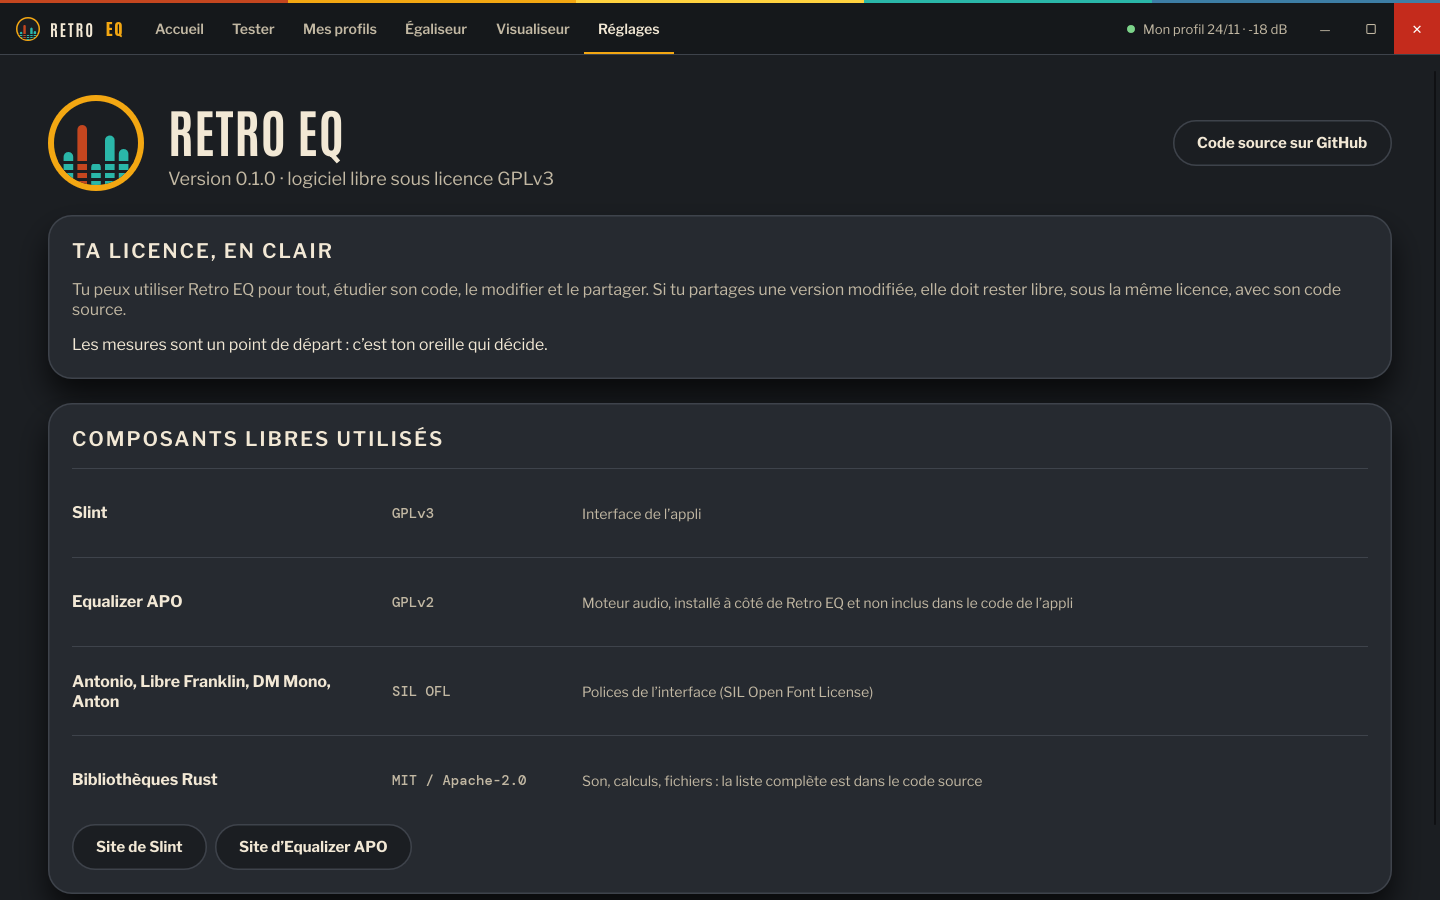 RETRO EQ Accueil Tester Mes profils Égaliseur Visualiseur Réglages Mon profil 24/11 · -18 dB
RETRO EQ
Version 0.1.0 · logiciel libre sous licence GPLv3
Code source sur GitHub
TA LICENCE, EN CLAIR
Tu peux utiliser Retro EQ pour tout, étudier son code, le modifier et le partager. Si tu partages une version modifiée, elle doit rester libre, sous la même licence, avec son code
source.
Les mesures sont un point de départ : c’est ton oreille qui décide.
COMPOSANTS LIBRES UTILISÉS
Slint GPLv3 Interface de l’appli
Equalizer APO GPLv2 Moteur audio, installé à côté de Retro EQ et non inclus dans le code de l’appli
Antonio, Libre Franklin, DM Mono,
Anton
SIL OFL Polices de l’interface (SIL Open Font License)
Bibliothèques Rust MIT / Apache-2.0 Son, calculs, fichiers : la liste complète est dans le code source
Site de Slint Site d’Equalizer APO